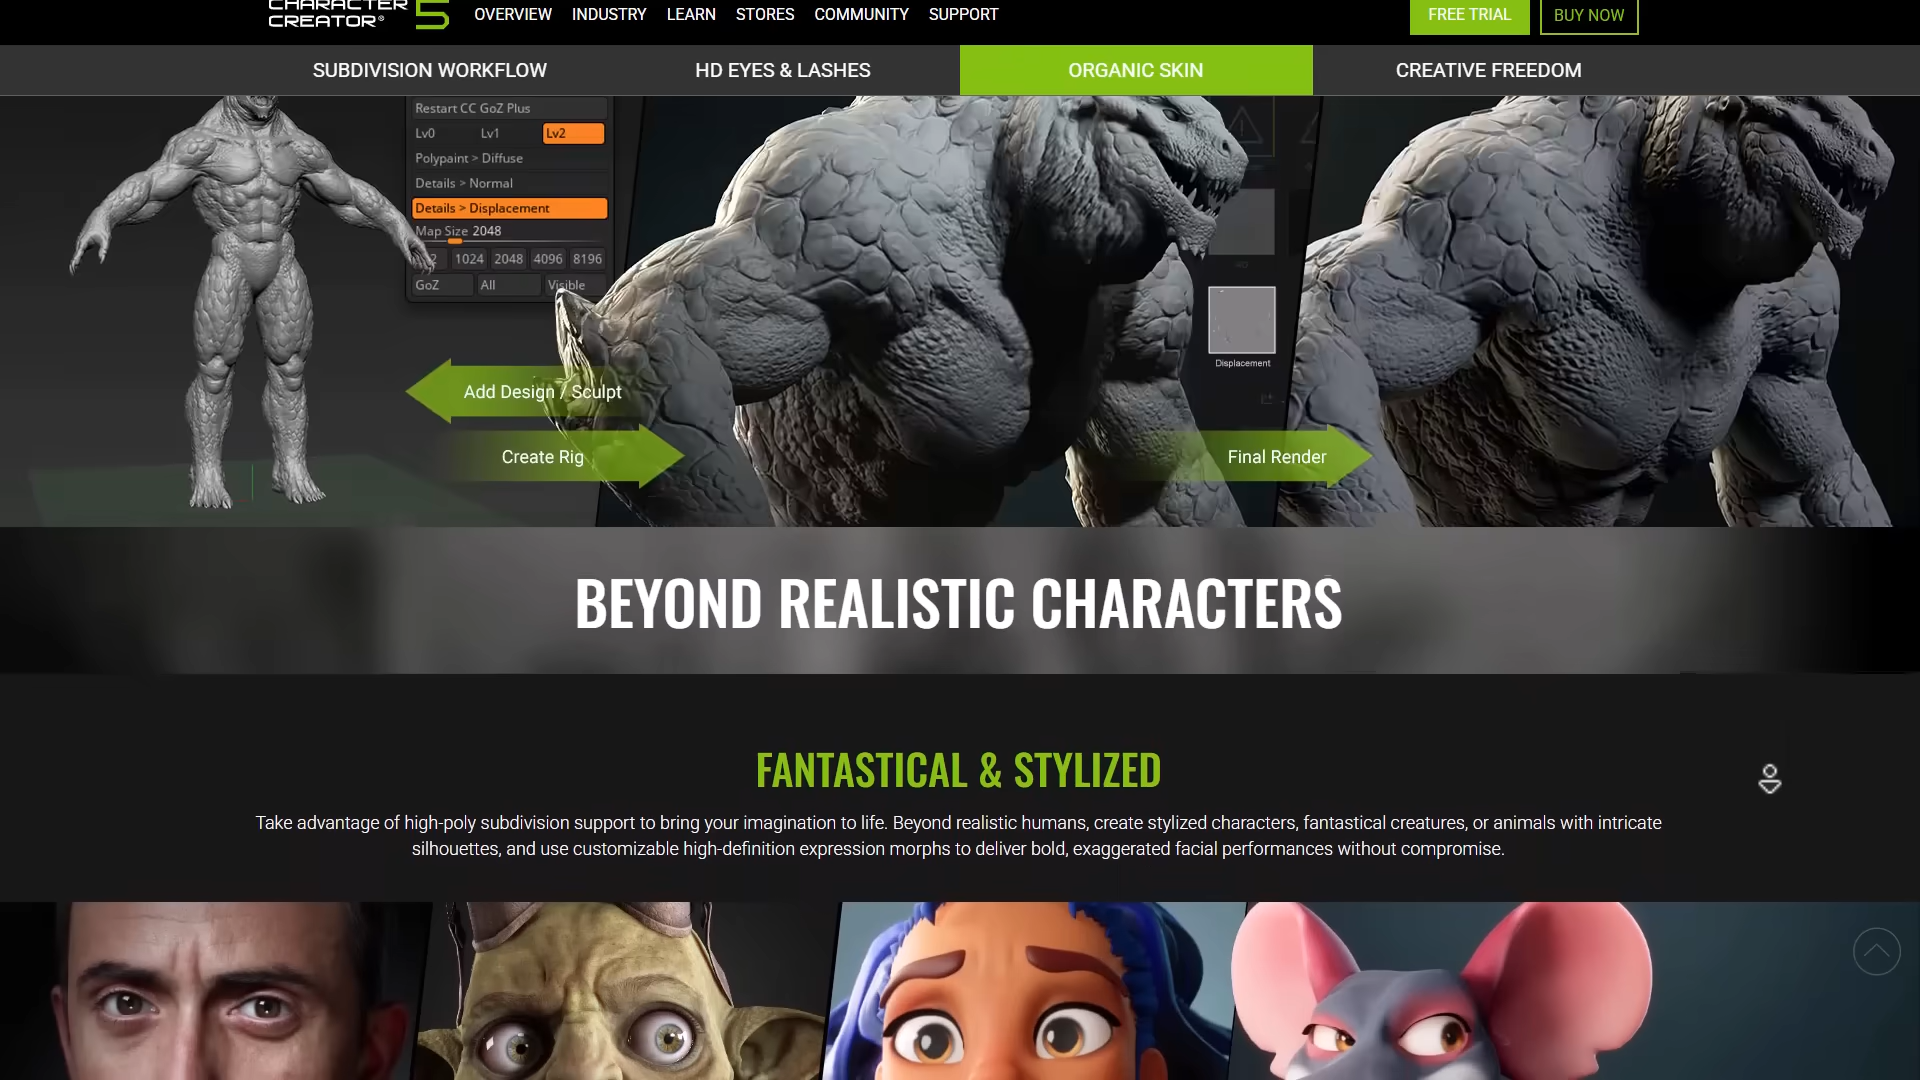 CHARACTER
CREATOR® 5
OVERVIEW INDUSTRY LEARN STORES COMMUNITY SUPPORT
FREE TRIAL BUY NOW
SUBDIVISION WORKFLOW HD EYES & LASHES ORGANIC SKIN CREATIVE FREEDOM
Restart CC GoZ Plus
Lv0 Lv1 Lv2
Polypaint > Diffuse
Details > Normal
Details > Displacement
Map Size 2048
1024 2048 4096 8196
GoZ All Visible
Displacement
Add Design / Sculpt
Create Rig
Final Render
BEYOND REALISTIC CHARACTERS
FANTASTICAL & STYLIZED
Take advantage of high-poly subdivision support to bring your imagination to life. Beyond realistic humans, create stylized characters, fantastical creatures, or animals with intricate
silhouettes, and use customizable high-definition expression morphs to deliver bold, exaggerated facial performances without compromise.